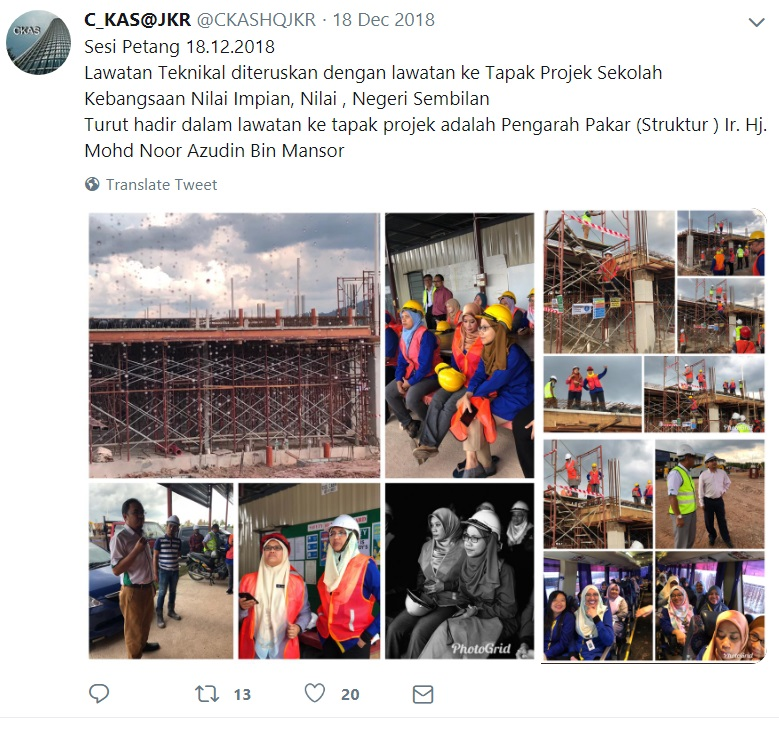 CKAS
C_KAS@JKR @CKASHQJKR · 18 Dec 2018
Sesi Petang 18.12.2018
Lawatan Teknikal diteruskan dengan lawatan ke Tapak Projek Sekolah
Kebangsaan Nilai Impian, Nilai , Negeri Sembilan
Turut hadir dalam lawatan ke tapak projek adalah Pengarah Pakar (Struktur ) Ir. Hj.
Mohd Noor Azudin Bin Mansor
Translate Tweet
PhotoGrid
PhotoGrid
PhotoGrid
13
20